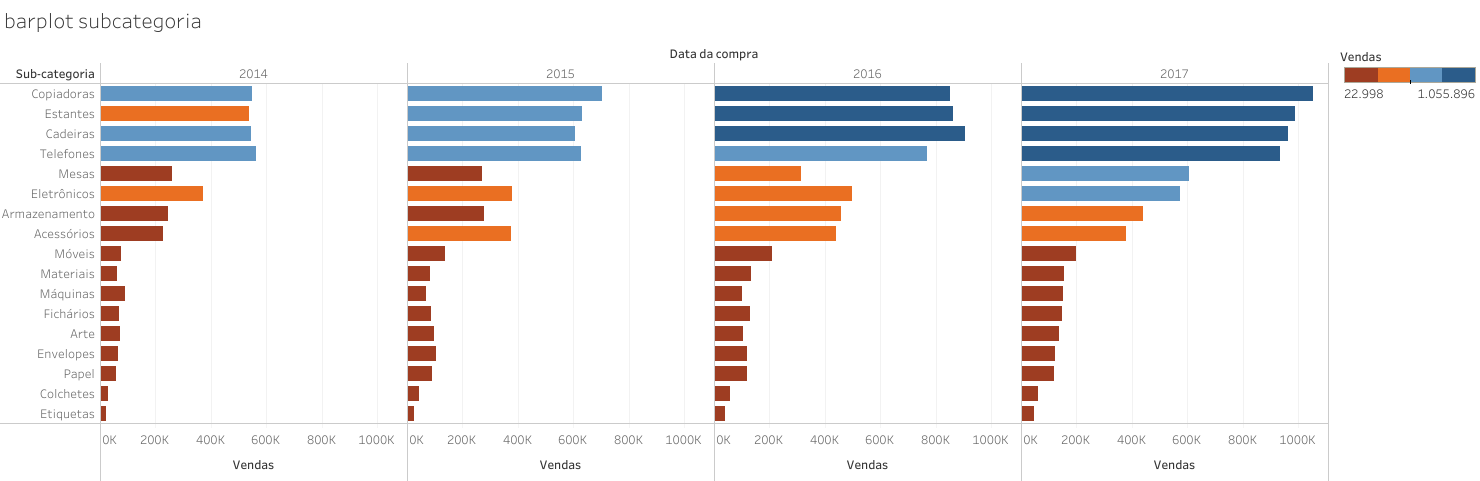 barplot subcategoria
Data da compra
Sub-categoria 2014 2015 2016 2017
Copiadoras
Estantes
Cadeiras
Telefones
Mesas
Eletrônicos
Armazenamento
Acessórios
Móveis
Materiais
Máquinas
Fichários
Arte
Envelopes
Papel
Colchetes
Etiquetas
0K 200K 400K 600K 800K 1000K 0K 200K 400K 600K 800K 1000K 0K 200K 400K 600K 800K 1000K 0K 200K 400K 600K 800K 1000K
Vendas Vendas Vendas Vendas
Vendas
22.998 1.055.896